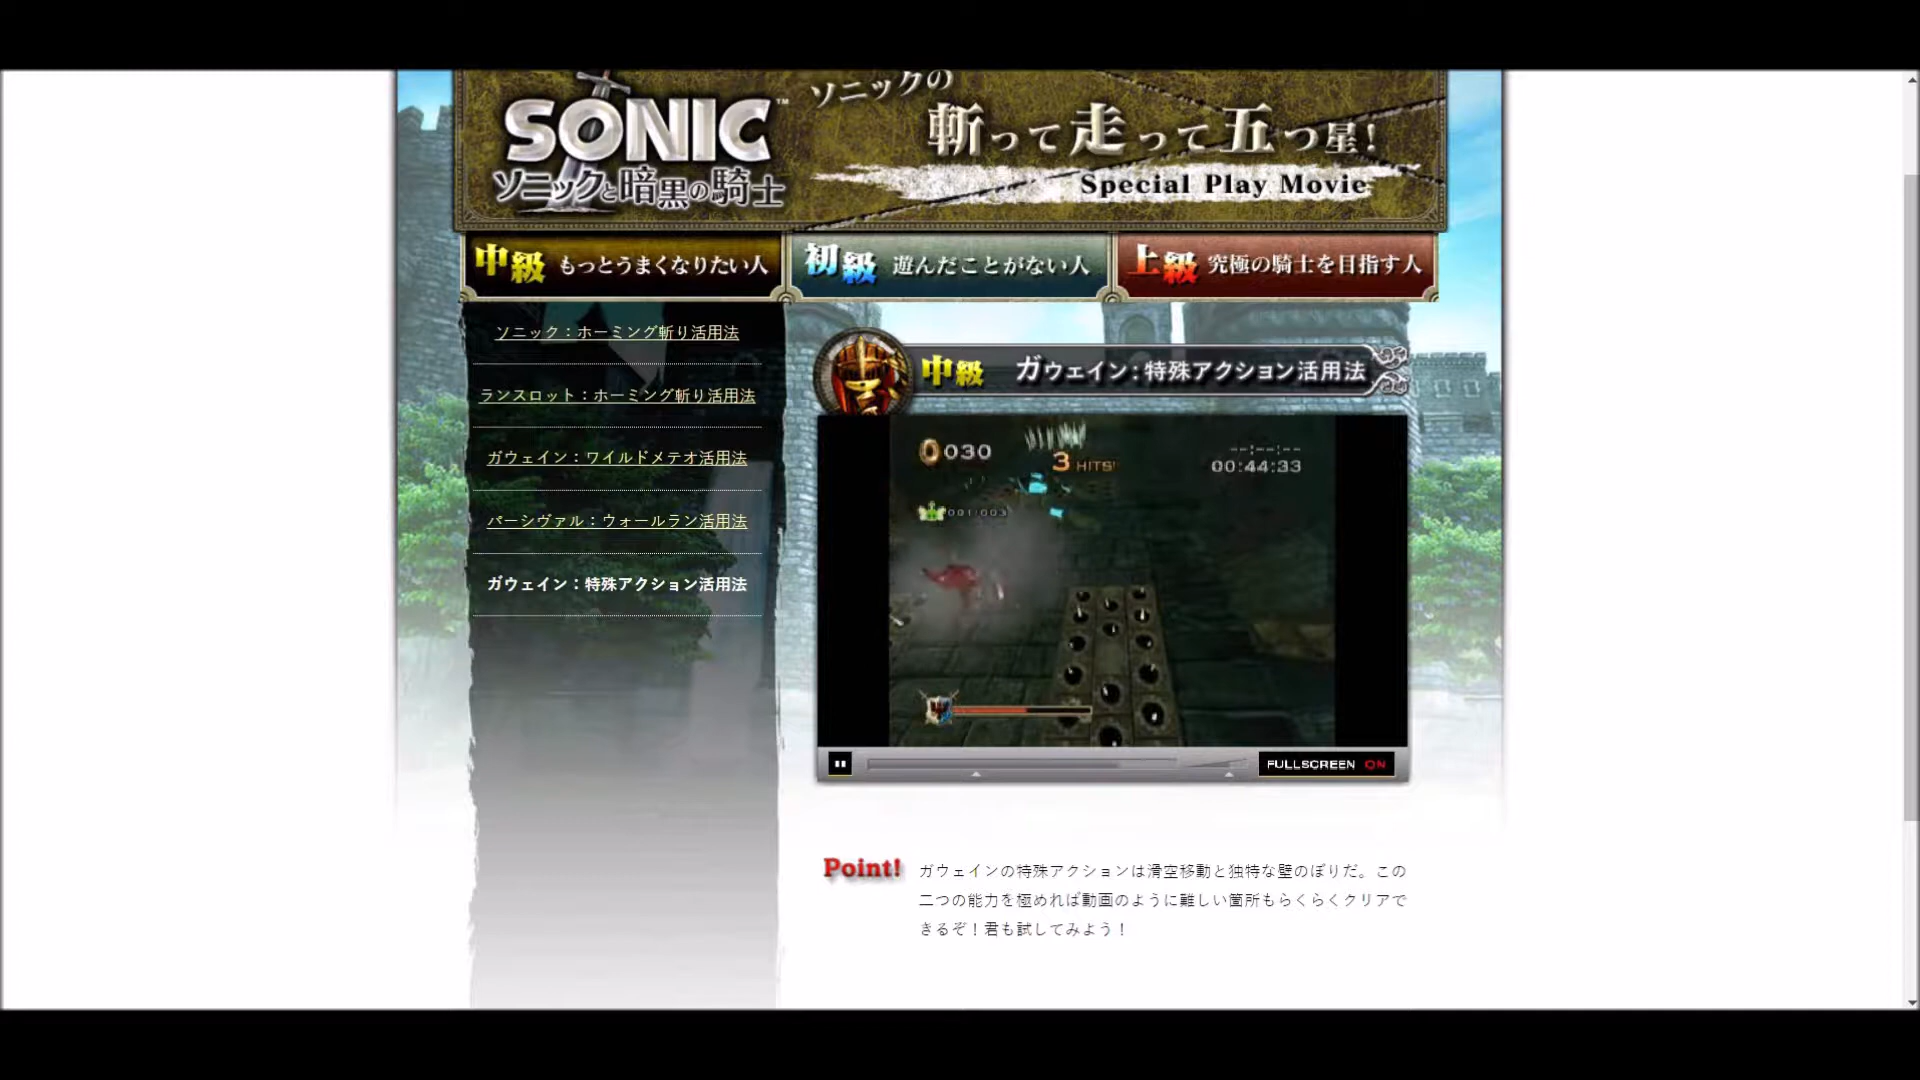 SONIC™
ソニックと暗黒の騎士
ソニックの
斬って走って五つ星！
Special Play Movie
中級 もっとうまくなりたい人
初級 遊んだことがない人
上級 究極の騎士を目指す人
ソニック：ホーミング斬り活用法
ランスロット：ホーミング斬り活用法
ガウェイン：ワイルドメテオ活用法
パーシヴァル：ウォールラン活用法
ガウェイン：特殊アクション活用法
中級 ガウェイン：特殊アクション活用法
030
3 HITS!
--:--:--
00:44:33
001/003
FULLSCREEN ON
Point!
ガウェインの特殊アクションは滑空移動と独特な壁のぼりだ。この
二つの能力を極めれば動画のように難しい箇所もらくらくクリアで
きるぞ！君も試してみよう！